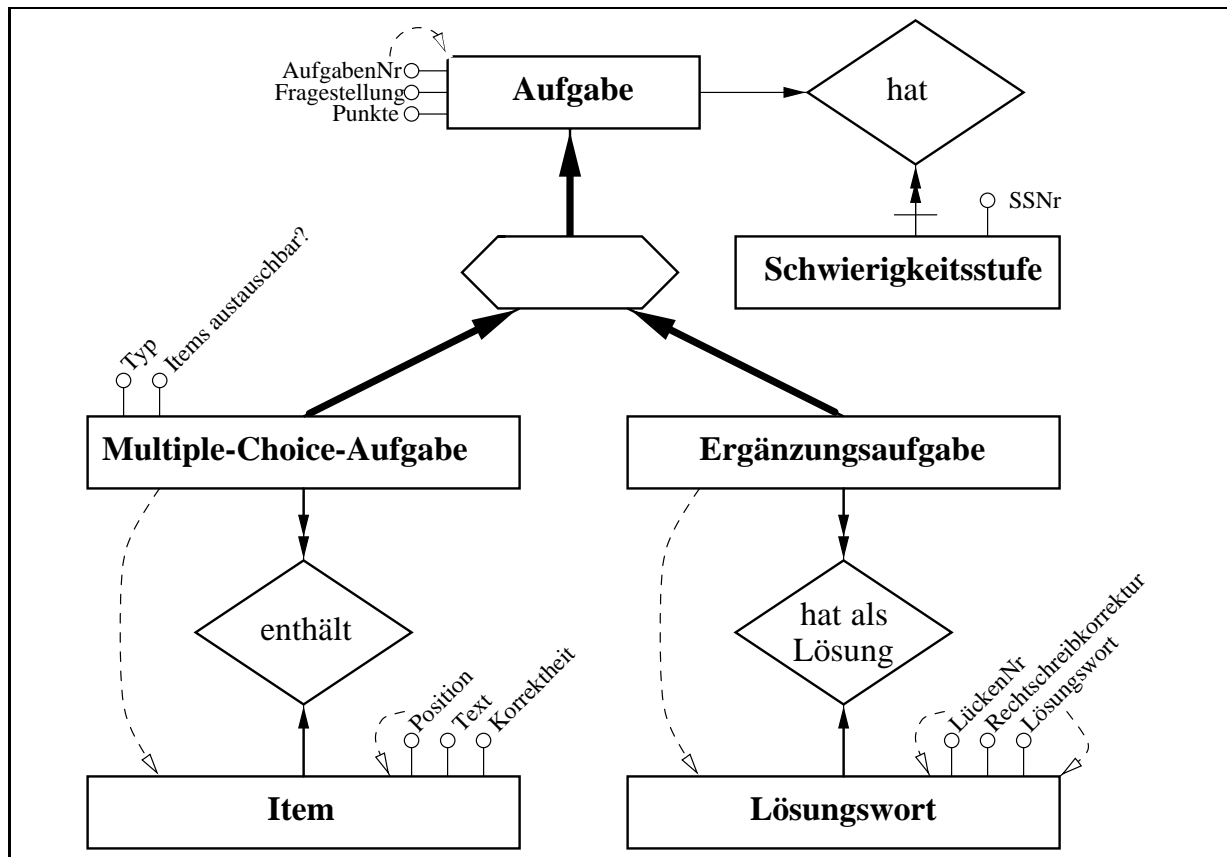 AufgabenNr
Fragestellung
Punkte
Aufgabe
hat
SSNr
Schwierigkeitsstufe
Typ
Items austauschbar?
Multiple-Choice-Aufgabe
Ergänzungsaufgabe
enthält
hat als
Lösung
Position
Text
Korrektheit
LückenNr
Rechtschreibkorrektur
Lösungswort
Item
Lösungswort